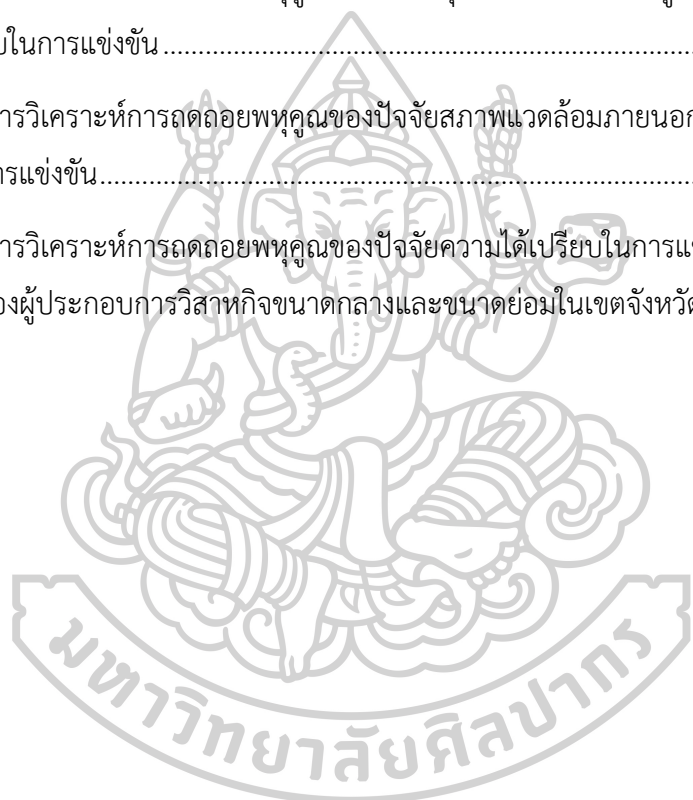 บในการแข่งขัน
การวิเคราะห์การถดถอยพหุคูณของปัจจัยสภาพแวดล้อมภายนอก
การแข่งขัน
การวิเคราะห์การถดถอยพหุคูณของปัจจัยความได้เปรียบในการแ
องผู้ประกอบการวิสาหกิจขนาดกลางและขนาดย่อมในเขตจังหวัด
มหาวิทยาลัยศิลปากร